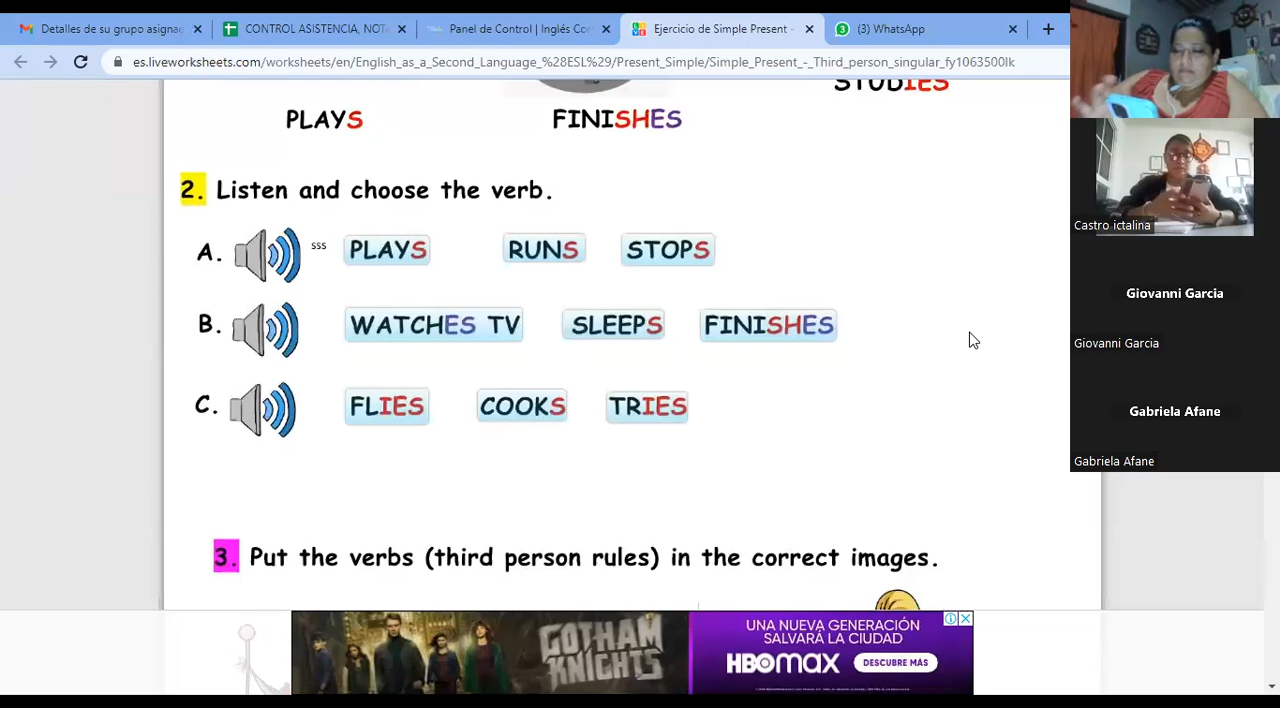 Detalles de su grupo asignac
CONTROL ASISTENCIA, NOT
Panel de Control | Inglés Cor
Ejercicio de Simple Present -
(3) WhatsApp
es.liveworksheets.com/worksheets/en/English_as_a_Second_Language_%28ESL%29/Present_Simple/Simple_Present_-_Third_person_singular_fy1063500lk
STUDIES
PLAYS FINISHES
2. Listen and choose the verb.
A. sss PLAYS RUNS STOPS
B. WATCHES TV SLEEPS FINISHES
C. FLIES COOKS TRIES
3. Put the verbs (third person rules) in the correct images.
GOTHAM
KNIGHTS
UNA NUEVA GENERACIÓN
SALVARÁ LA CIUDAD
HBOMAX DESCUBRE MÁS
Castro ictalina
Giovanni Garcia
Giovanni Garcia
Gabriela Afane
Gabriela Afane